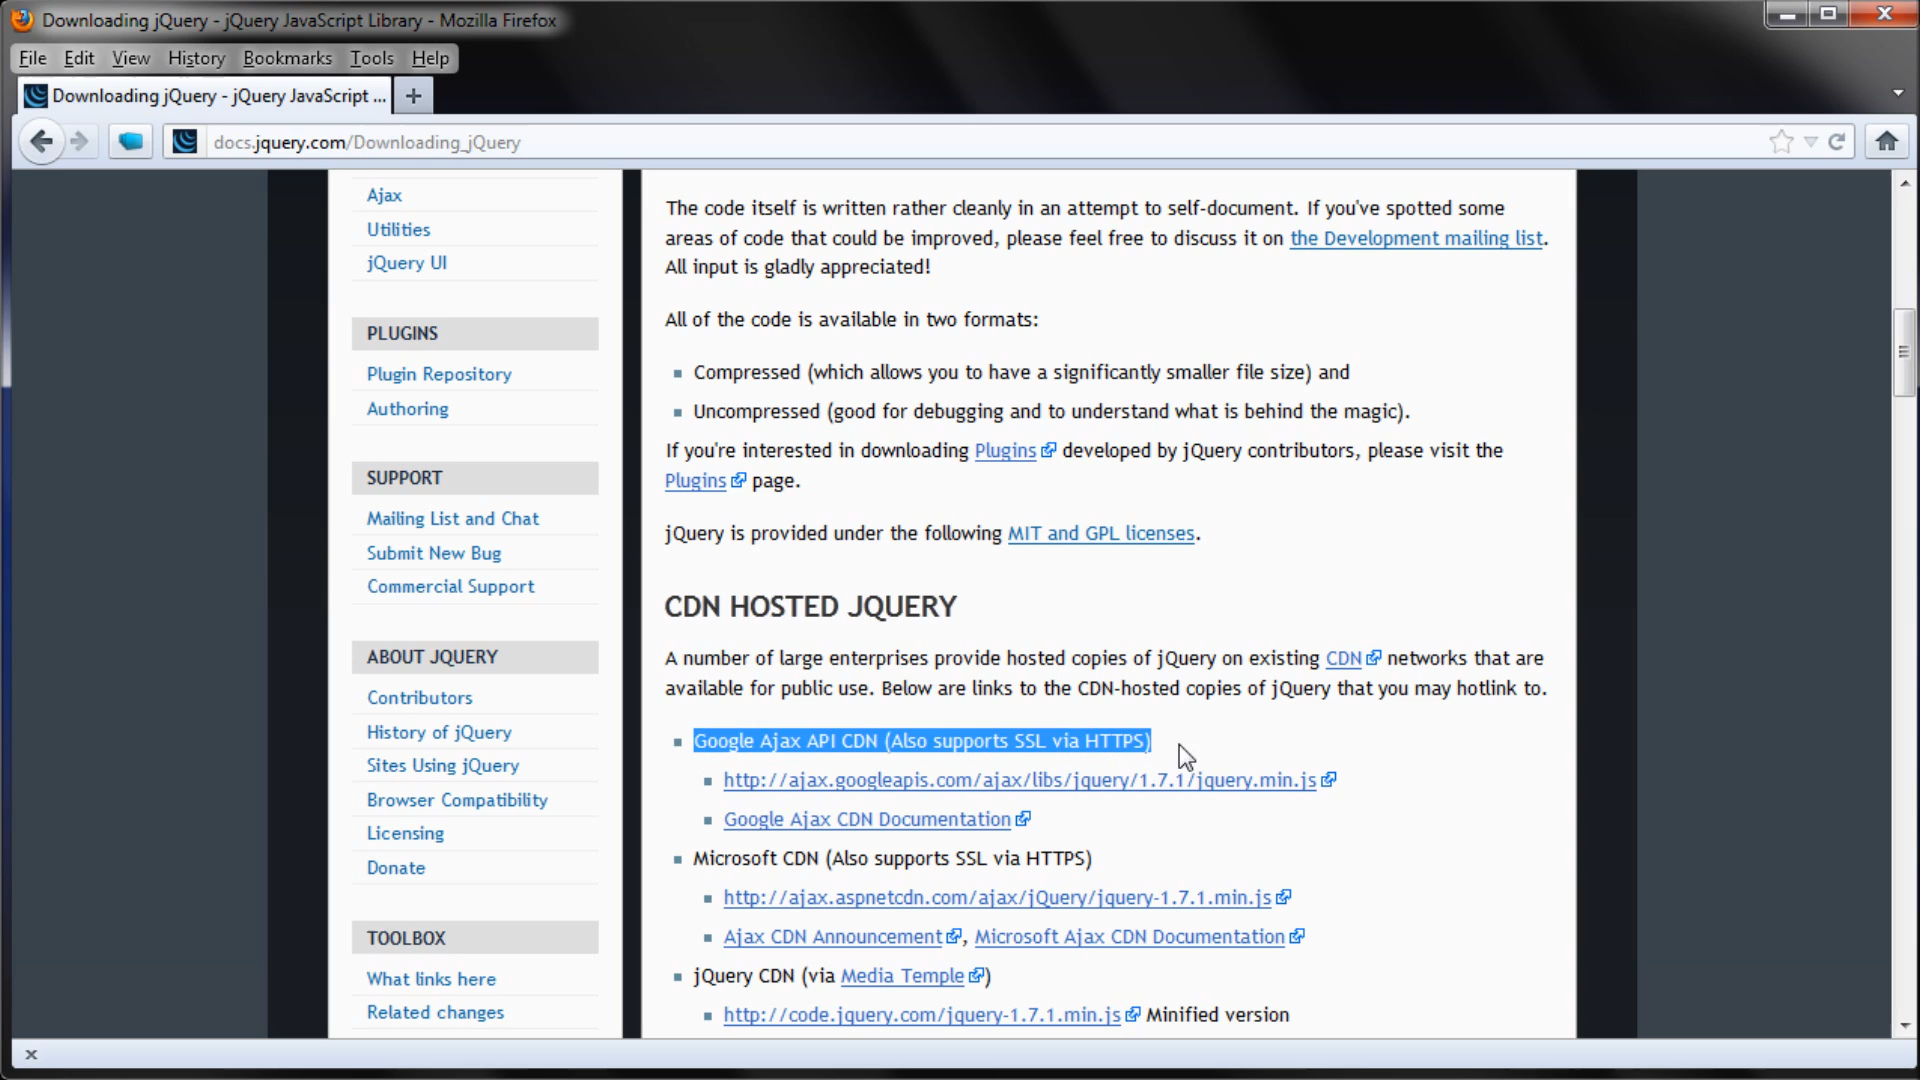 Downloading jQuery - jQuery JavaScript Library - Mozilla Firefox
File Edit View History Bookmarks Tools Help
Downloading jQuery - jQuery JavaScript ...
docs.jquery.com/Downloading_jQuery
Ajax
Utilities
jQuery UI
PLUGINS
Plugin Repository
Authoring
SUPPORT
Mailing List and Chat
Submit New Bug
Commercial Support
ABOUT JQUERY
Contributors
History of jQuery
Sites Using jQuery
Browser Compatibility
Licensing
Donate
TOOLBOX
What links here
Related changes
The code itself is written rather cleanly in an attempt to self-document. If you've spotted some
areas of code that could be improved, please feel free to discuss it on the Development mailing list.
All input is gladly appreciated!
All of the code is available in two formats:
Compressed (which allows you to have a significantly smaller file size) and
Uncompressed (good for debugging and to understand what is behind the magic).
If you're interested in downloading Plugins developed by jQuery contributors, please visit the
Plugins page.
jQuery is provided under the following MIT and GPL licenses.
CDN HOSTED JQUERY
A number of large enterprises provide hosted copies of jQuery on existing CDN networks that are
available for public use. Below are links to the CDN-hosted copies of jQuery that you may hotlink to.
Google Ajax API CDN (Also supports SSL via HTTPS)
http://ajax.googleapis.com/ajax/libs/jquery/1.7.1/jquery.min.js
Google Ajax CDN Documentation
Microsoft CDN (Also supports SSL via HTTPS)
http://ajax.aspnetcdn.com/ajax/jQuery/jquery-1.7.1.min.js
Ajax CDN Announcement, Microsoft Ajax CDN Documentation
jQuery CDN (via Media Temple)
http://code.jquery.com/jquery-1.7.1.min.js Minified version